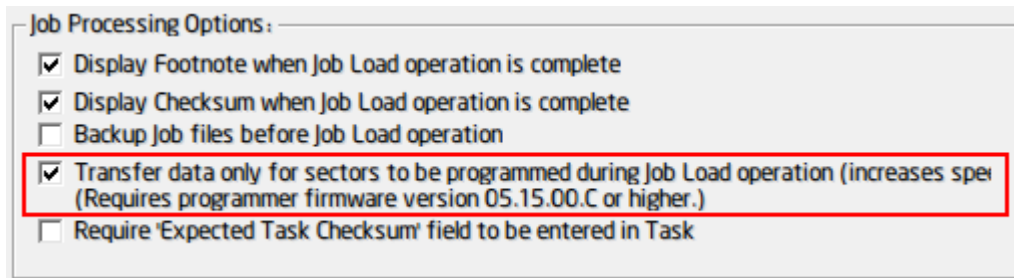 Job Processing Options:
Display Footnote when Job Load operation is complete
Display Checksum when Job Load operation is complete
Backup Job files before Job Load operation
Transfer data only for sectors to be programmed during Job Load operation (increases
(Requires programmer firmware version 05.15.00.C or higher.)
Require 'Expected Task Checksum' field to be entered in Task